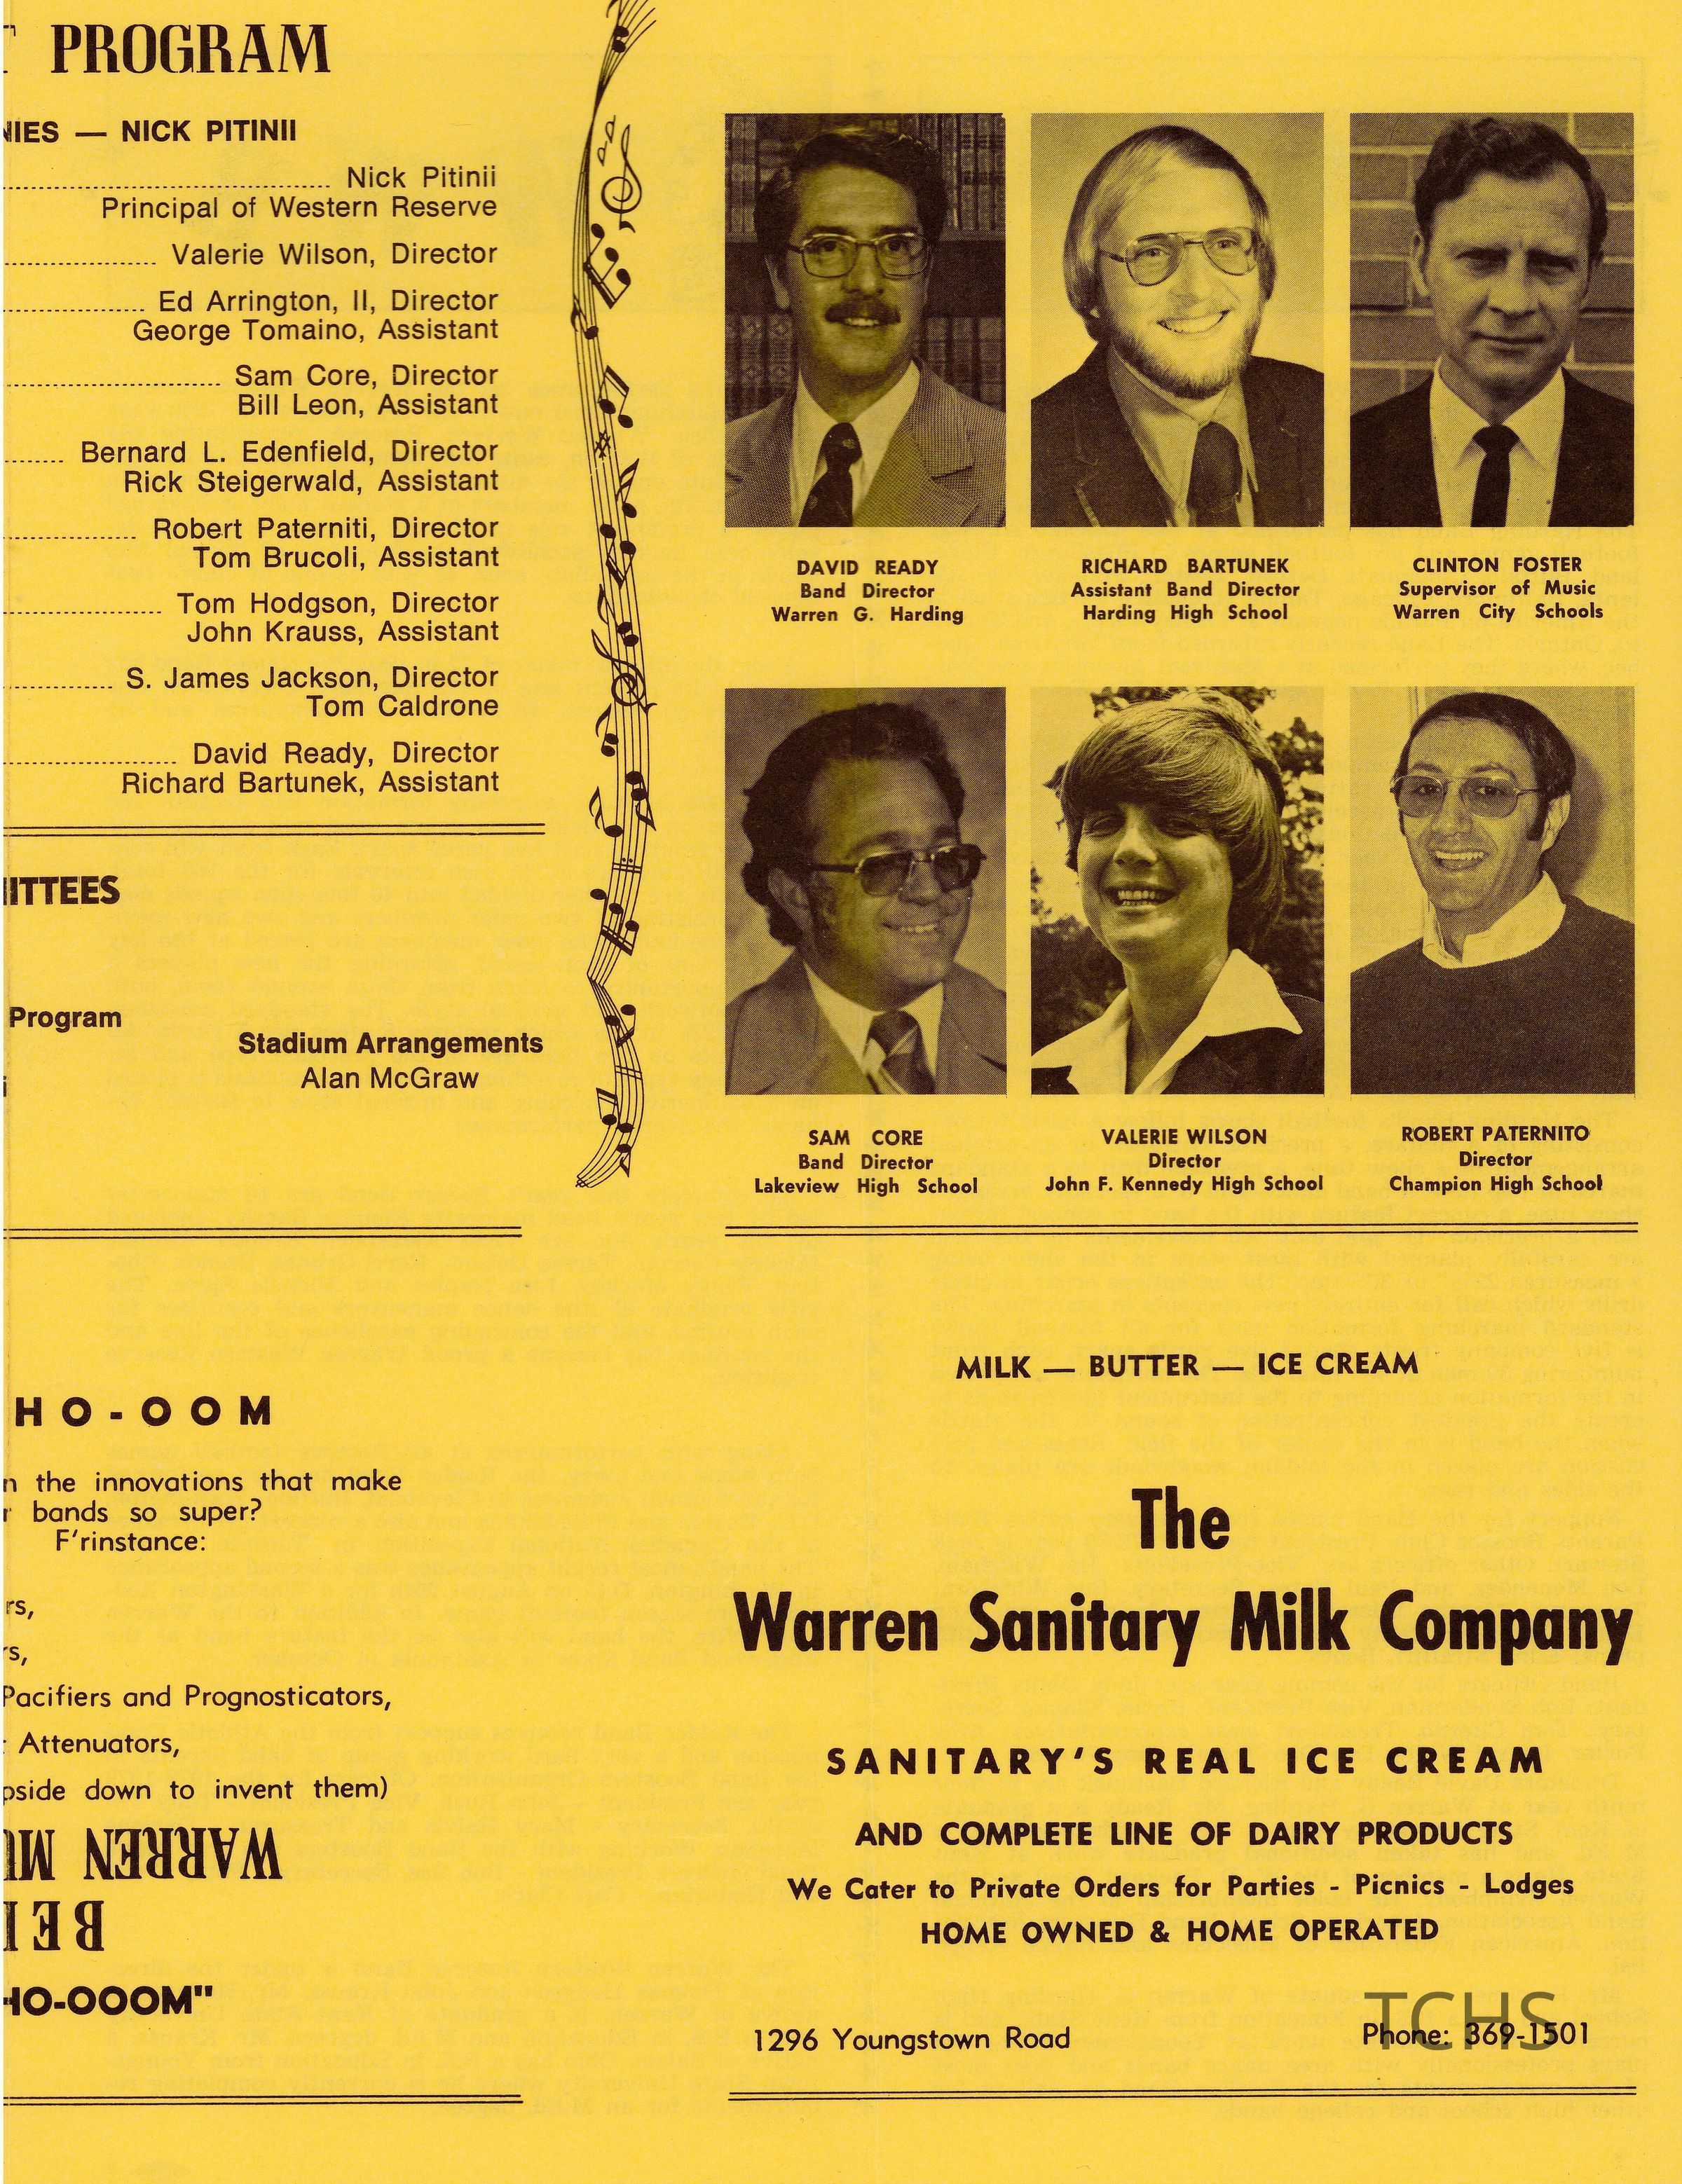 PROGRAM
NIES — NICK PITINII
Nick Pitinii
Principal of Western Reserve
Valerie Wilson, Director
Ed Arrington, II, Director
George Tomaino, Assistant
Sam Core, Director
Bill Leon, Assistant
Bernard L. Edenfield, Director
Rick Steigerwald, Assistant
Robert Paterniti, Director
Tom Brucoli, Assistant
Tom Hodgson, Director
John Krauss, Assistant
S. James Jackson, Director
Tom Caldrone
David Ready, Director
Richard Bartunek, Assistant
ITTEES
Program
Stadium Arrangements
Alan McGraw
HO-OOM
n the innovations that make
r bands so super?
F'rinstance:
rs,
rs,
Pacifiers and Prognosticators,
Attenuators,
pside down to invent them)
WARREN MU
BE
HO-OOOM"
DAVID READY
Band Director
Warren G. Harding
RICHARD BARTUNEK
Assistant Band Director
Harding High School
CLINTON FOSTER
Supervisor of Music
Warren City Schools
SAM CORE
Band Director
Lakeview High School
VALERIE WILSON
Director
John F. Kennedy High School
ROBERT PATERNITO
Director
Champion High School
MILK — BUTTER — ICE CREAM
The
Warren Sanitary Milk Company
SANITARY'S REAL ICE CREAM
AND COMPLETE LINE OF DAIRY PRODUCTS
We Cater to Private Orders for Parties - Picnics - Lodges
HOME OWNED & HOME OPERATED
1296 Youngstown Road
Phone: 369-1501
TCHS